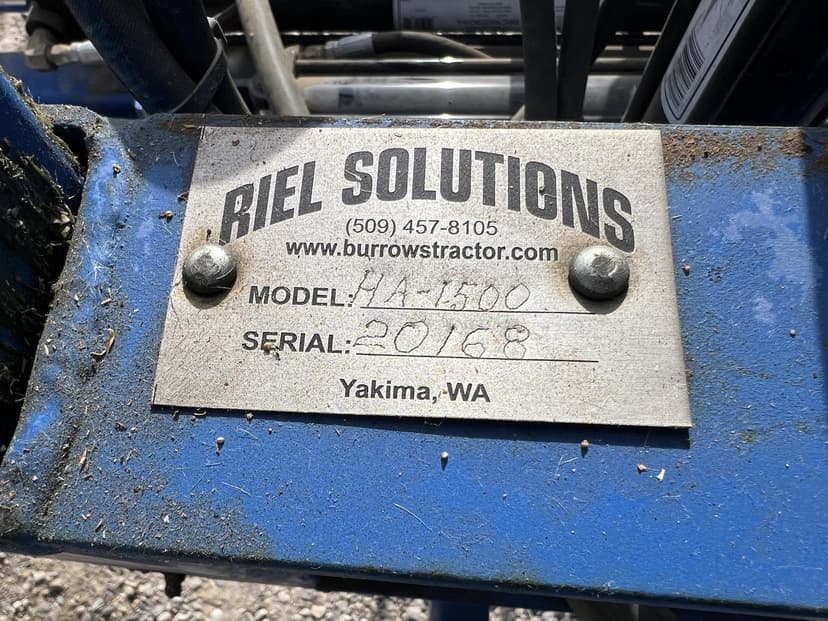 RIEL SOLUTIONS
(509) 457-8105
www.burrowstractor.com
MODEL: HA-1500
SERIAL: 20168
Yakima, WA